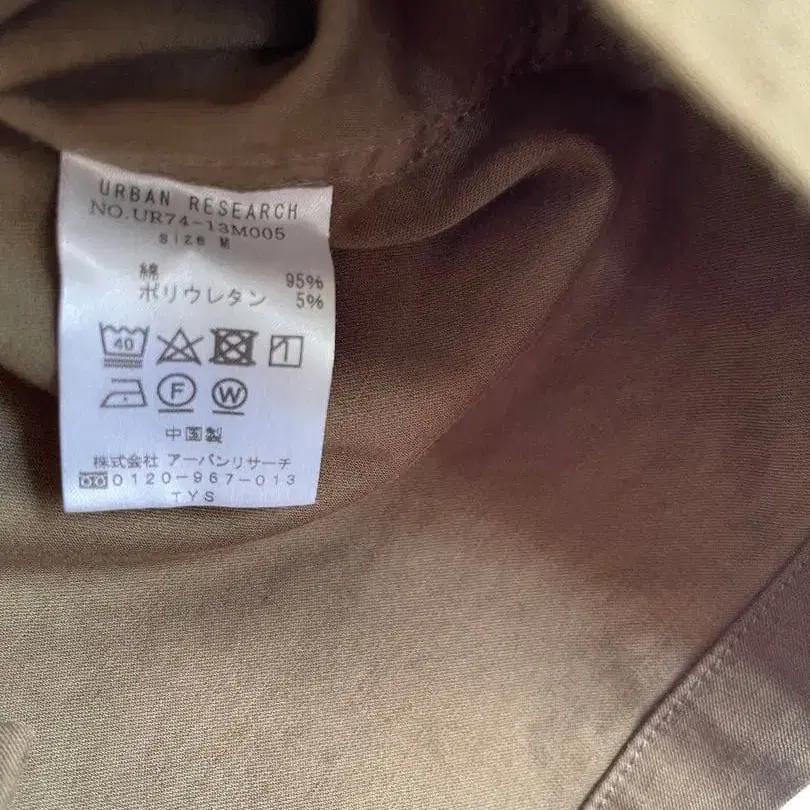 URBAN RESEARCH
NO.UR74-13M005
Size M
綿 95%
ポリウレタン 5%
40
F W
中国製
株式会社 アーバンリサーチ
0120-967-013
TYS